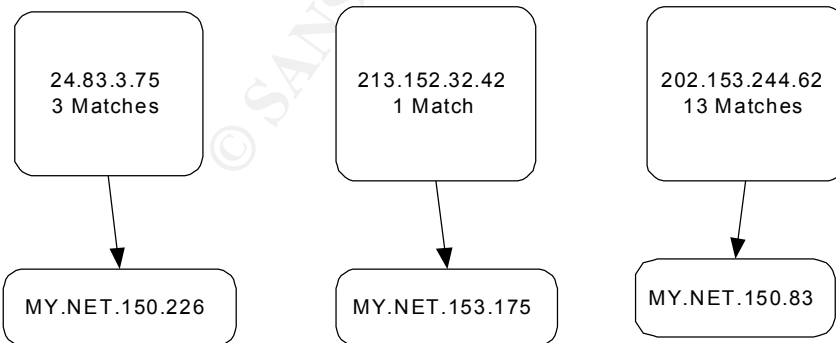 © SANS
24.83.3.75
3 Matches
213.152.32.42
1 Match
202.153.244.62
13 Matches
MY.NET.150.226
MY.NET.153.175
MY.NET.150.83